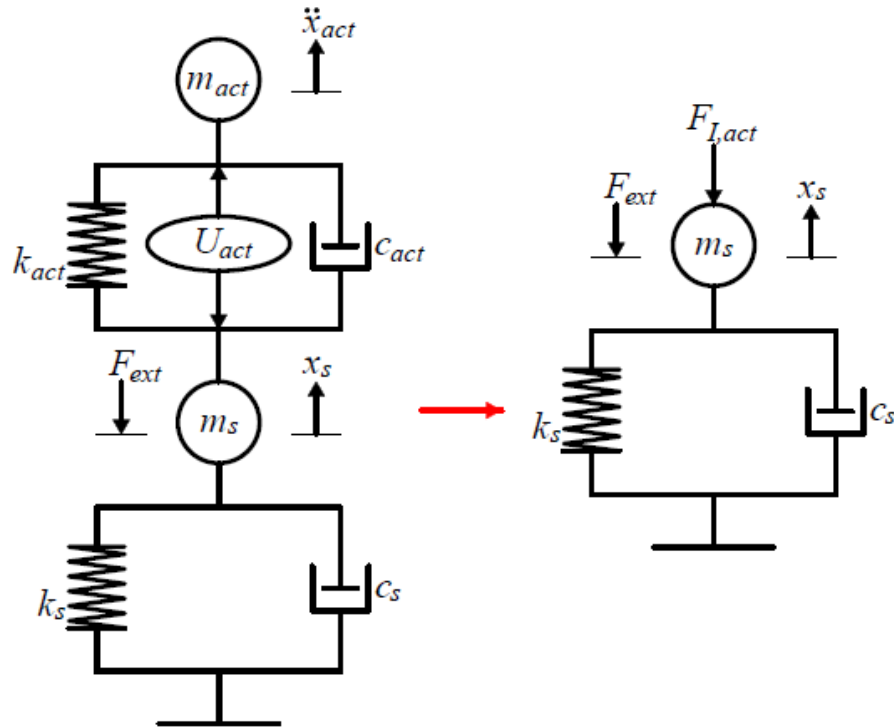 ẍact
mact
Uact
kact
cact
Fext
xs
ms
ks
cs
FI,act
Fext
xs
ms
ks
cs